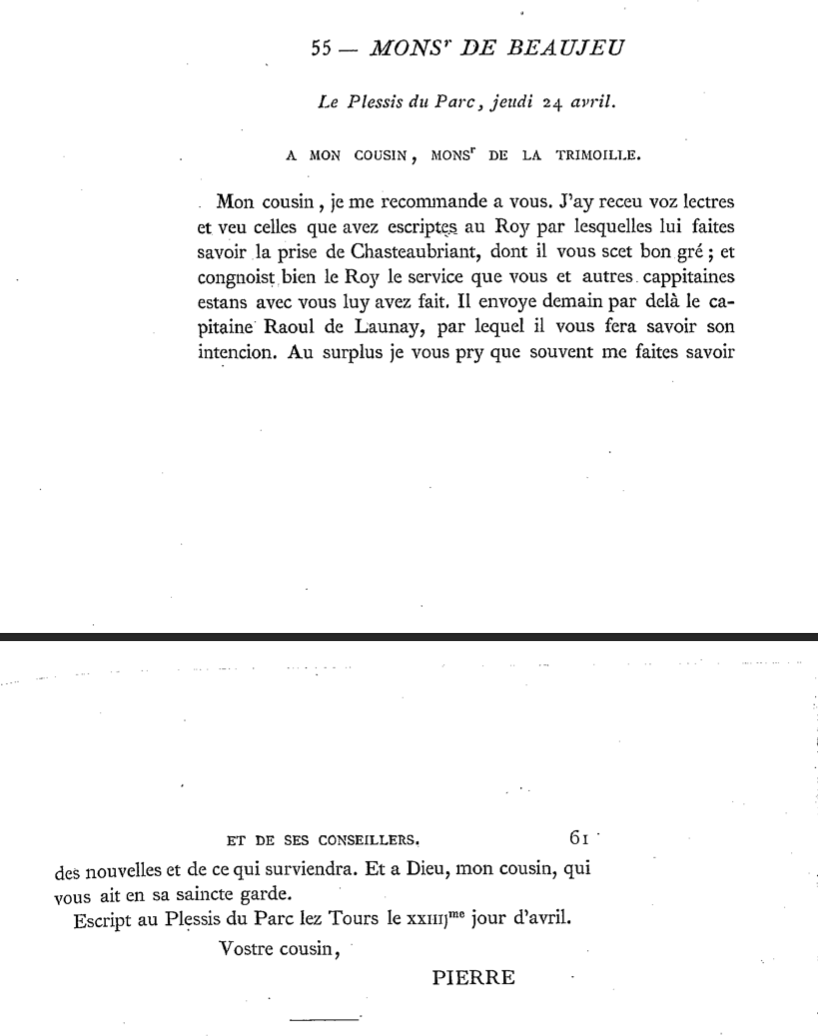 55 — MONSʳ DE BEAUJEU
Le Plessis du Parc, jeudi 24 avril.
A MON COUSIN, MONSʳ DE LA TRIMOILLE.
Mon cousin, je me recommande a vous. J'ay receu voz lectres
et veu celles que avez escriptes au Roy par lesquelles lui faites
savoir la prise de Chasteaubriant, dont il vous scet bon gré ; et
congnoist bien le Roy le service que vous et autres cappitaines
estans avec vous luy avez fait. Il envoye demain par delà le ca-
pitaine Raoul de Launay, par lequel il vous fera savoir son
intencion. Au surplus je vous pry que souvent me faites savoir
ET DE SES CONSEILLERS. 61
des nouvelles et de ce qui surviendra. Et a Dieu, mon cousin, qui
vous ait en sa saincte garde.
Escript au Plessis du Parc lez Tours le xxiiijᵐᵉ jour d'avril.
Vostre cousin,
PIERRE